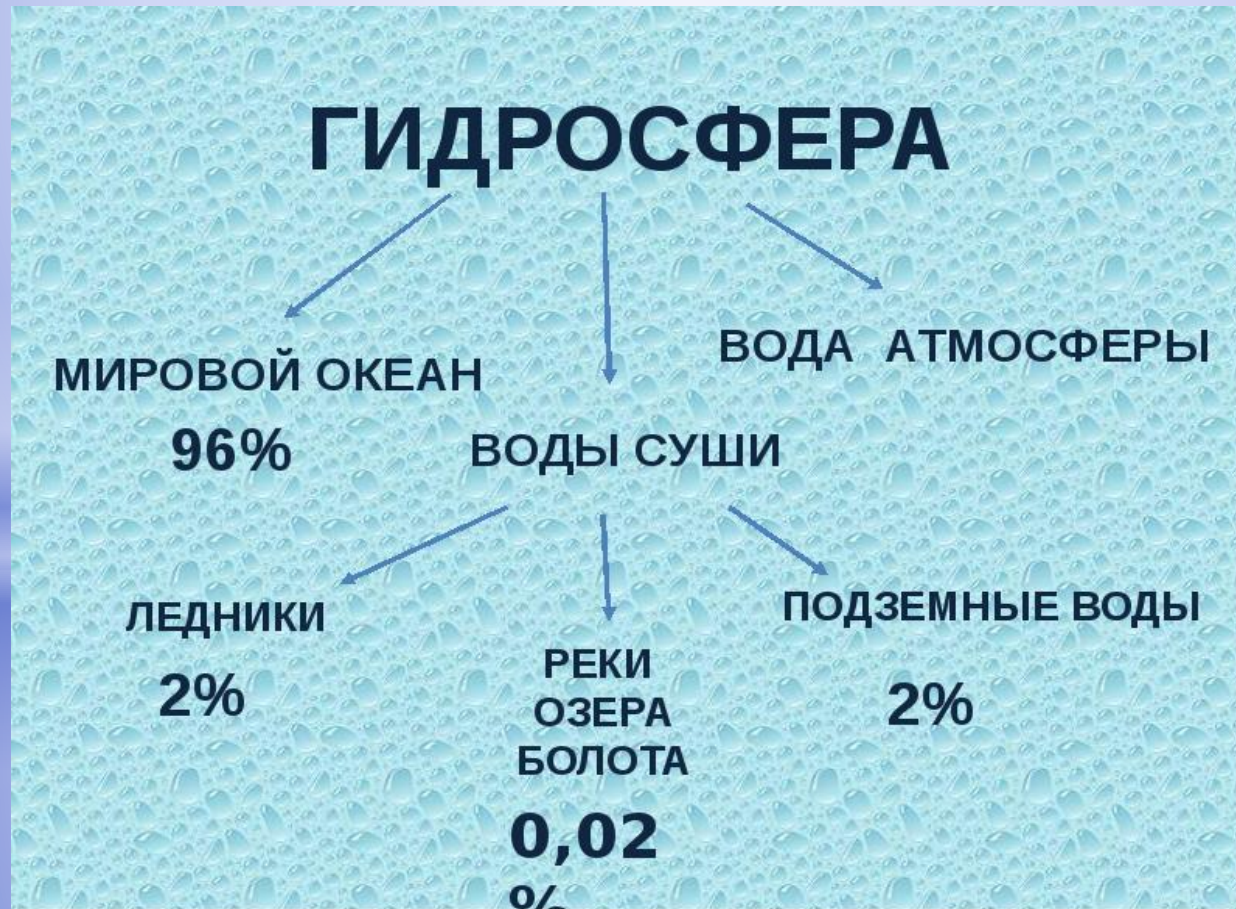 ГИДРОСФЕРА
МИРОВОЙ ОКЕАН
96%
ВОДЫ СУШИ
ВОДА АТМОСФЕРЫ
ЛЕДНИКИ
2%
РЕКИ
ОЗЕРА
БОЛОТА
0,02
%
ПОДЗЕМНЫЕ ВОДЫ
2%